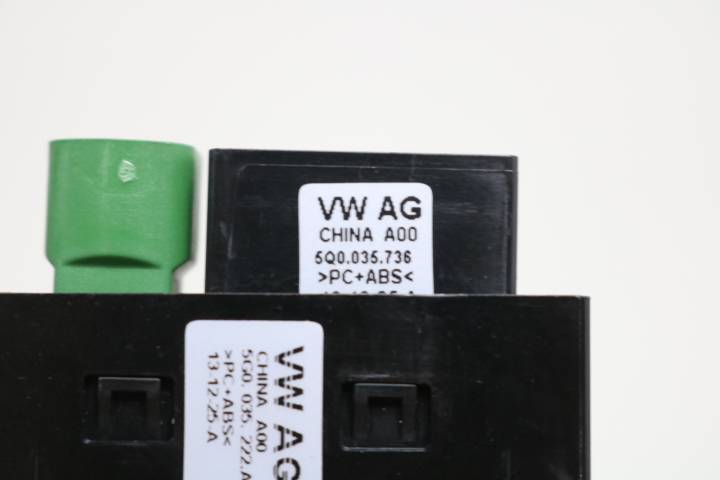 VW AG
CHINA A00
5Q0.035.736
>PC+ABS<
VW AG
CHINA A00
5G0. 035. 222.A
>PC+ABS<
13-12-25-A